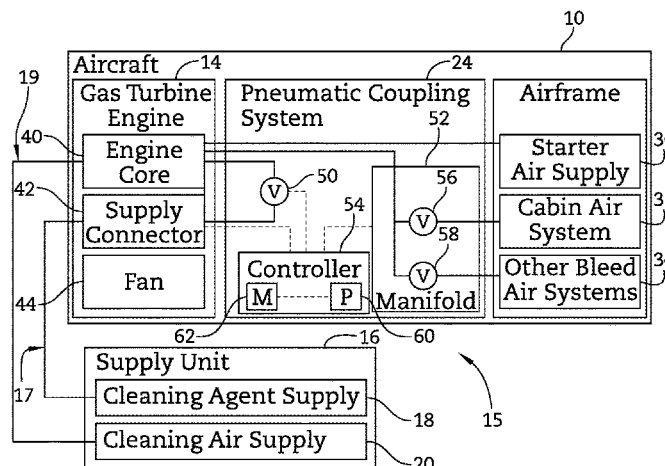 10
19
Aircraft
14
24
Gas Turbine
Engine
Pneumatic Coupling
System
Airframe
40
52
Engine
Core
Starter
Air Supply
42
V
50
56
V
Supply
Connector
54
Cabin Air
System
58
44
Fan
Controller
V
Other Bleed
Air Systems
M
P
Manifold
62
60
16
17
Supply Unit
Cleaning Agent Supply
18
15
Cleaning Air Supply
20